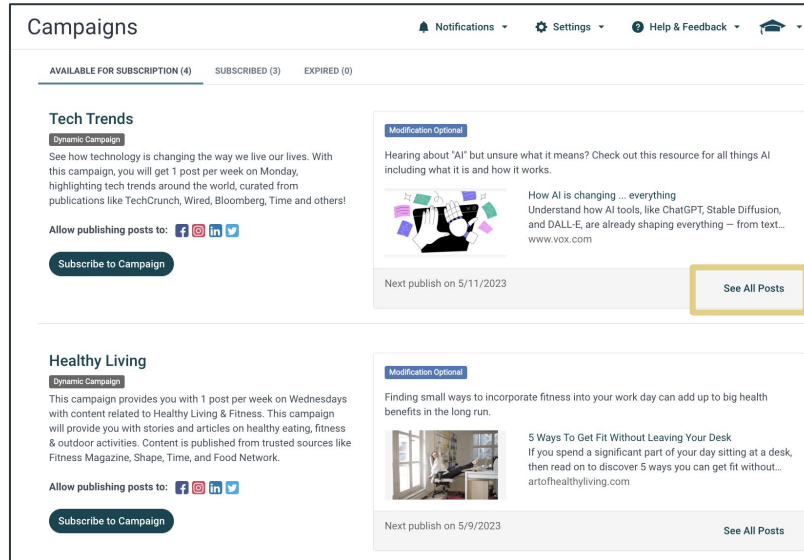 Campaigns
Notifications
Settings
Help & Feedback
AVAILABLE FOR SUBSCRIPTION (4)
SUBSCRIBED (3)
EXPIRED (0)
Tech Trends
Dynamic Campaign
See how technology is changing the way we live our lives. With
this campaign, you will get 1 post per week on Monday,
highlighting tech trends around the world, curated from
publications like TechCrunch, Wired, Bloomberg, Time and others!
Allow publishing posts to:
Subscribe to Campaign
Modification Optional
Hearing about "AI" but unsure what it means? Check out this resource for all things AI
including what it is and how it works.
How AI is changing ... everything
Understand how AI tools, like ChatGPT, Stable Diffusion,
and DALL-E, are already shaping everything — from text...
www.vox.com
Next publish on 5/11/2023
See All Posts
Healthy Living
Dynamic Campaign
This campaign provides you with 1 post per week on Wednesdays
with content related to Healthy Living & Fitness. This campaign
will provide you with stories and articles on healthy eating, fitness
& outdoor activities. Content is published from trusted sources like
Fitness Magazine, Shape, Time, and Food Network.
Allow publishing posts to:
Subscribe to Campaign
Modification Optional
Finding small ways to incorporate fitness into your work day can add up to big health
benefits in the long run.
5 Ways To Get Fit Without Leaving Your Desk
If you spend a significant part of your day sitting at a desk,
then read on to discover 5 ways you can get fit without...
artofhealthyliving.com
Next publish on 5/9/2023
See All Posts